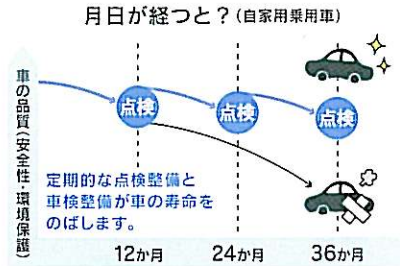 月日が経つと？(自家用乗用車)
車の品質(安全性・環境保護)
点検
点検
点検
定期的な点検整備と
車検整備が車の寿命を
のばします。
12か月
24か月
36か月